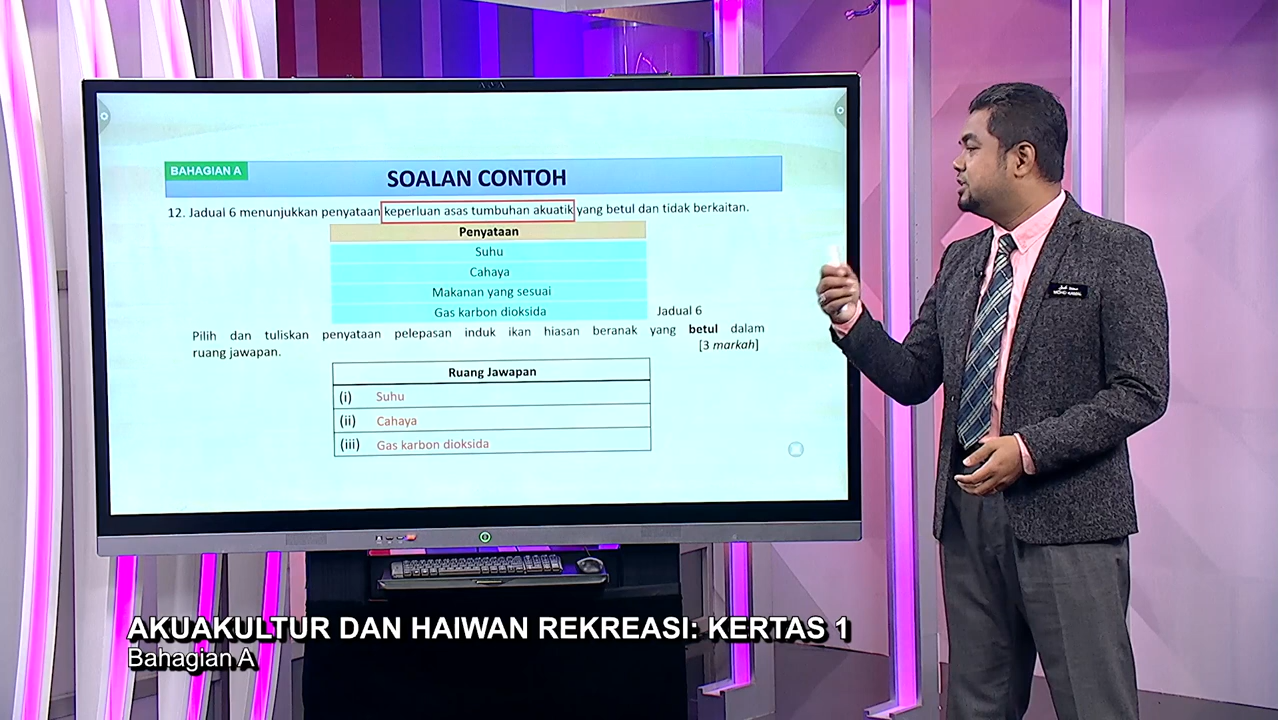 BAHAGIAN A
SOALAN CONTOH
12. Jadual 6 menunjukkan penyataan keperluan asas tumbuhan akuatik yang betul dan tidak berkaitan.
Penyataan
Suhu
Cahaya
Makanan yang sesuai
Gas karbon dioksida
Jadual 6
Pilih dan tuliskan penyataan pelepasan induk ikan hiasan beranak yang betul dalam
ruang jawapan. [3 markah]
Ruang Jawapan
(i) Suhu
(ii) Cahaya
(iii) Gas karbon dioksida
AKUAKULTUR DAN HAIWAN REKREASI: KERTAS 1
Bahagian A